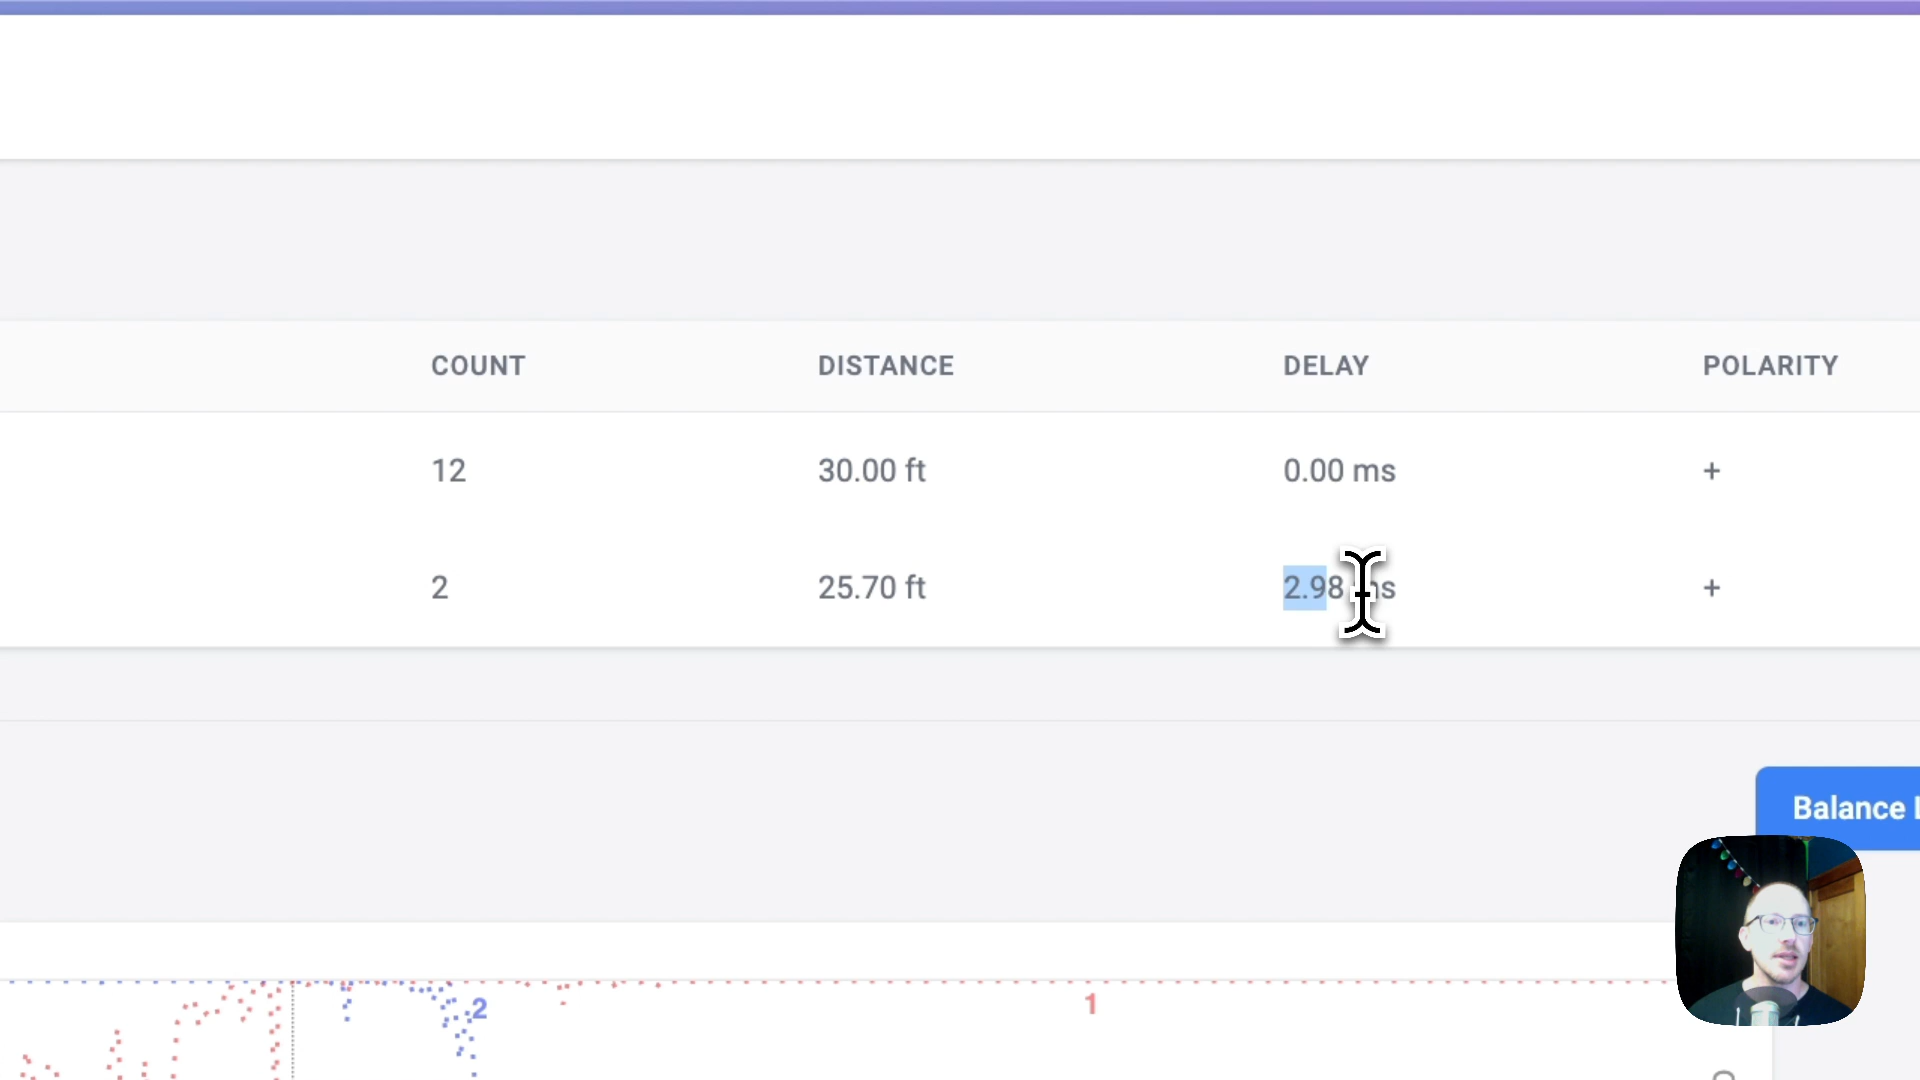 COUNT DISTANCE DELAY POLARITY
12 30.00 ft 0.00 ms +
2 25.70 ft 2.98 ms +
Balance
2 1